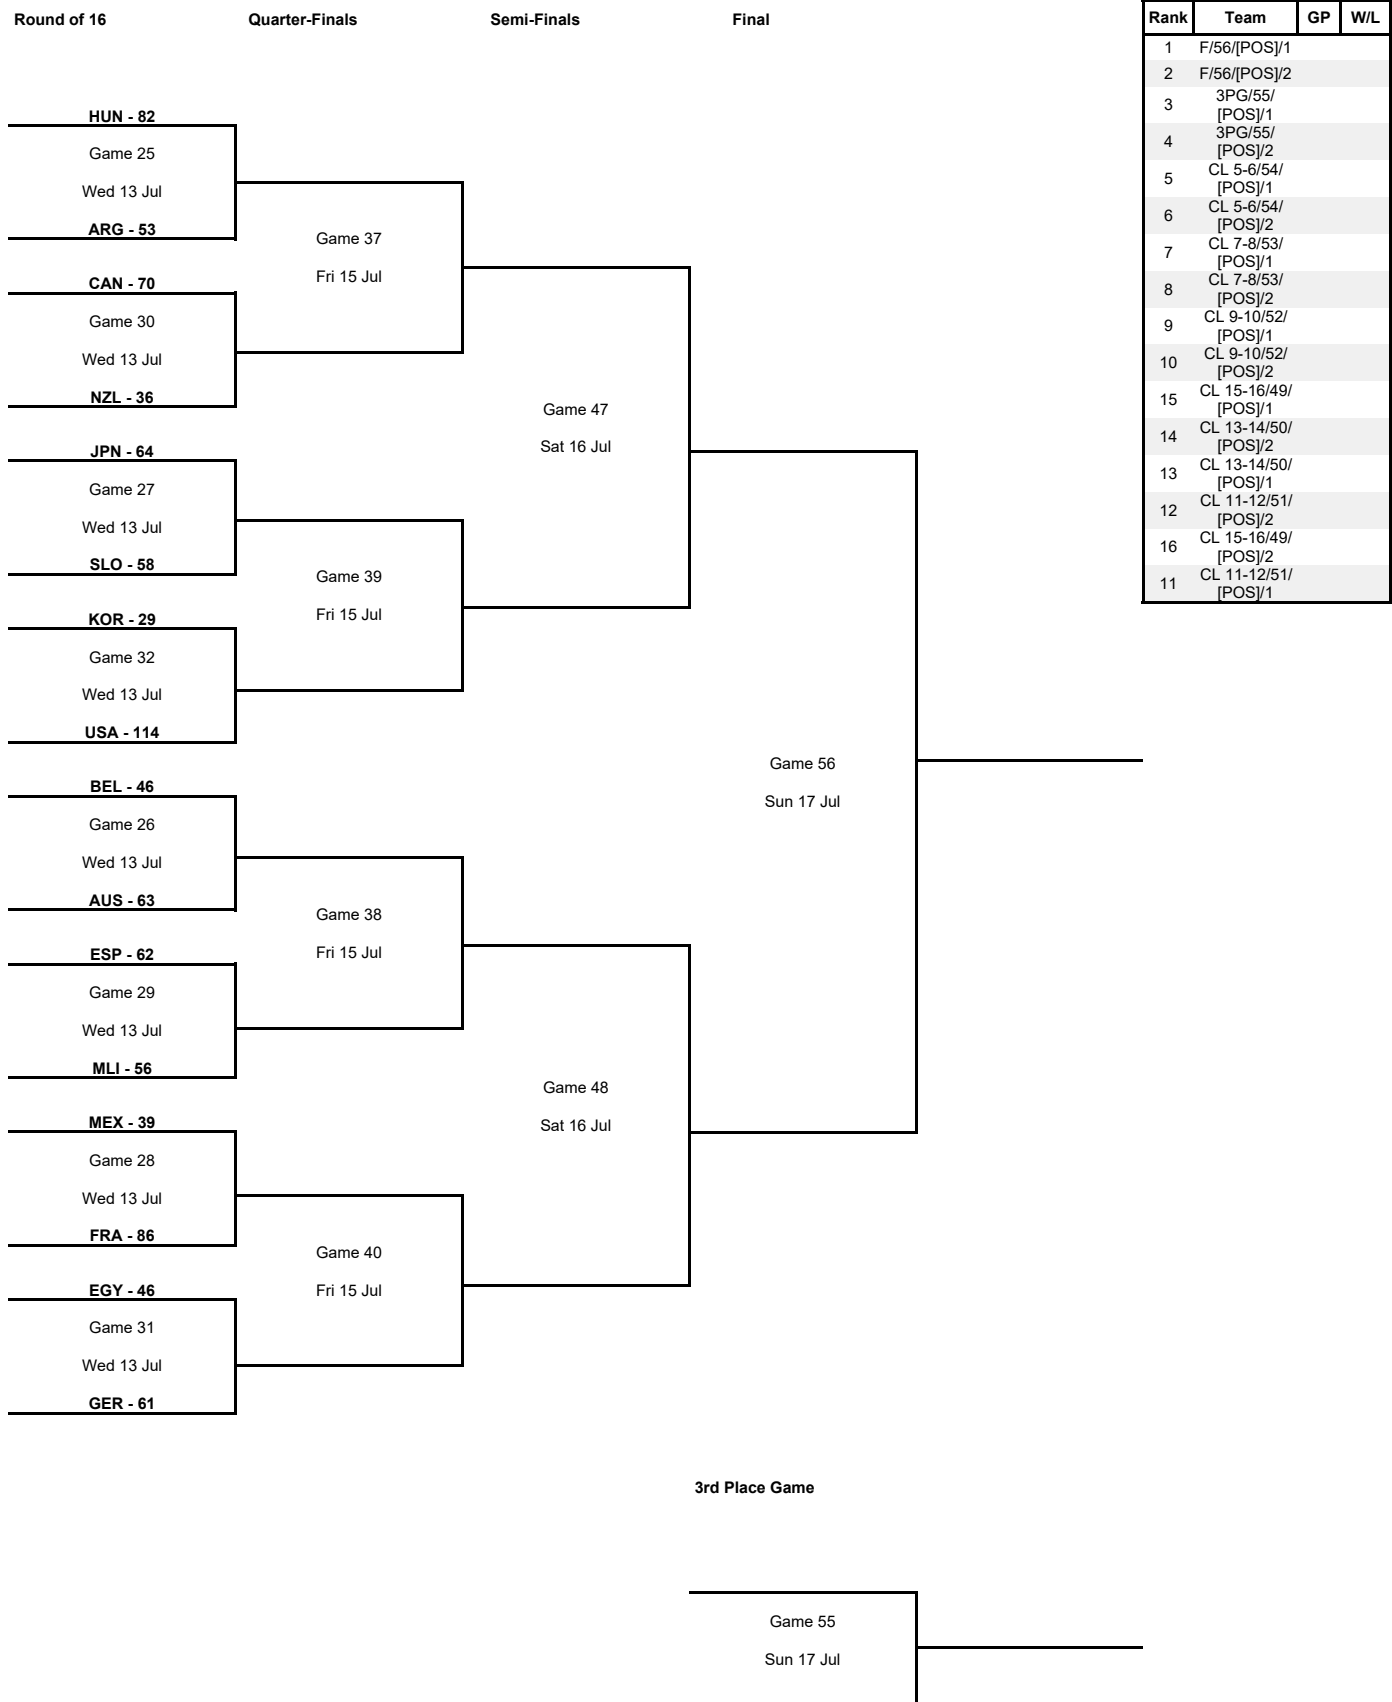 Round of 16
Quarter-Finals
Semi-Finals
Final
HUN - 82
Game 25
Wed 13 Jul
ARG - 53
CAN - 70
Game 30
Wed 13 Jul
NZL - 36
JPN - 64
Game 27
Wed 13 Jul
SLO - 58
KOR - 29
Game 32
Wed 13 Jul
USA - 114
BEL - 46
Game 26
Wed 13 Jul
AUS - 63
ESP - 62
Game 29
Wed 13 Jul
MLI - 56
MEX - 39
Game 28
Wed 13 Jul
FRA - 86
EGY - 46
Game 31
Wed 13 Jul
GER - 61
Game 37
Fri 15 Jul
Game 39
Fri 15 Jul
Game 38
Fri 15 Jul
Game 40
Fri 15 Jul
Game 47
Sat 16 Jul
Game 48
Sat 16 Jul
Game 56
Sun 17 Jul
3rd Place Game
Game 55
Sun 17 Jul
Rank Team GP W/L
1 F/56/[POS]/1
2 F/56/[POS]/2
3 3PG/55/
[POS]/1
4 3PG/55/
[POS]/2
5 CL 5-6/54/
[POS]/1
6 CL 5-6/54/
[POS]/2
7 CL 7-8/53/
[POS]/1
8 CL 7-8/53/
[POS]/2
9 CL 9-10/52/
[POS]/1
10 CL 9-10/52/
[POS]/2
15 CL 15-16/49/
[POS]/1
14 CL 13-14/50/
[POS]/2
13 CL 13-14/50/
[POS]/1
12 CL 11-12/51/
[POS]/2
16 CL 15-16/49/
[POS]/2
11 CL 11-12/51/
[POS]/1